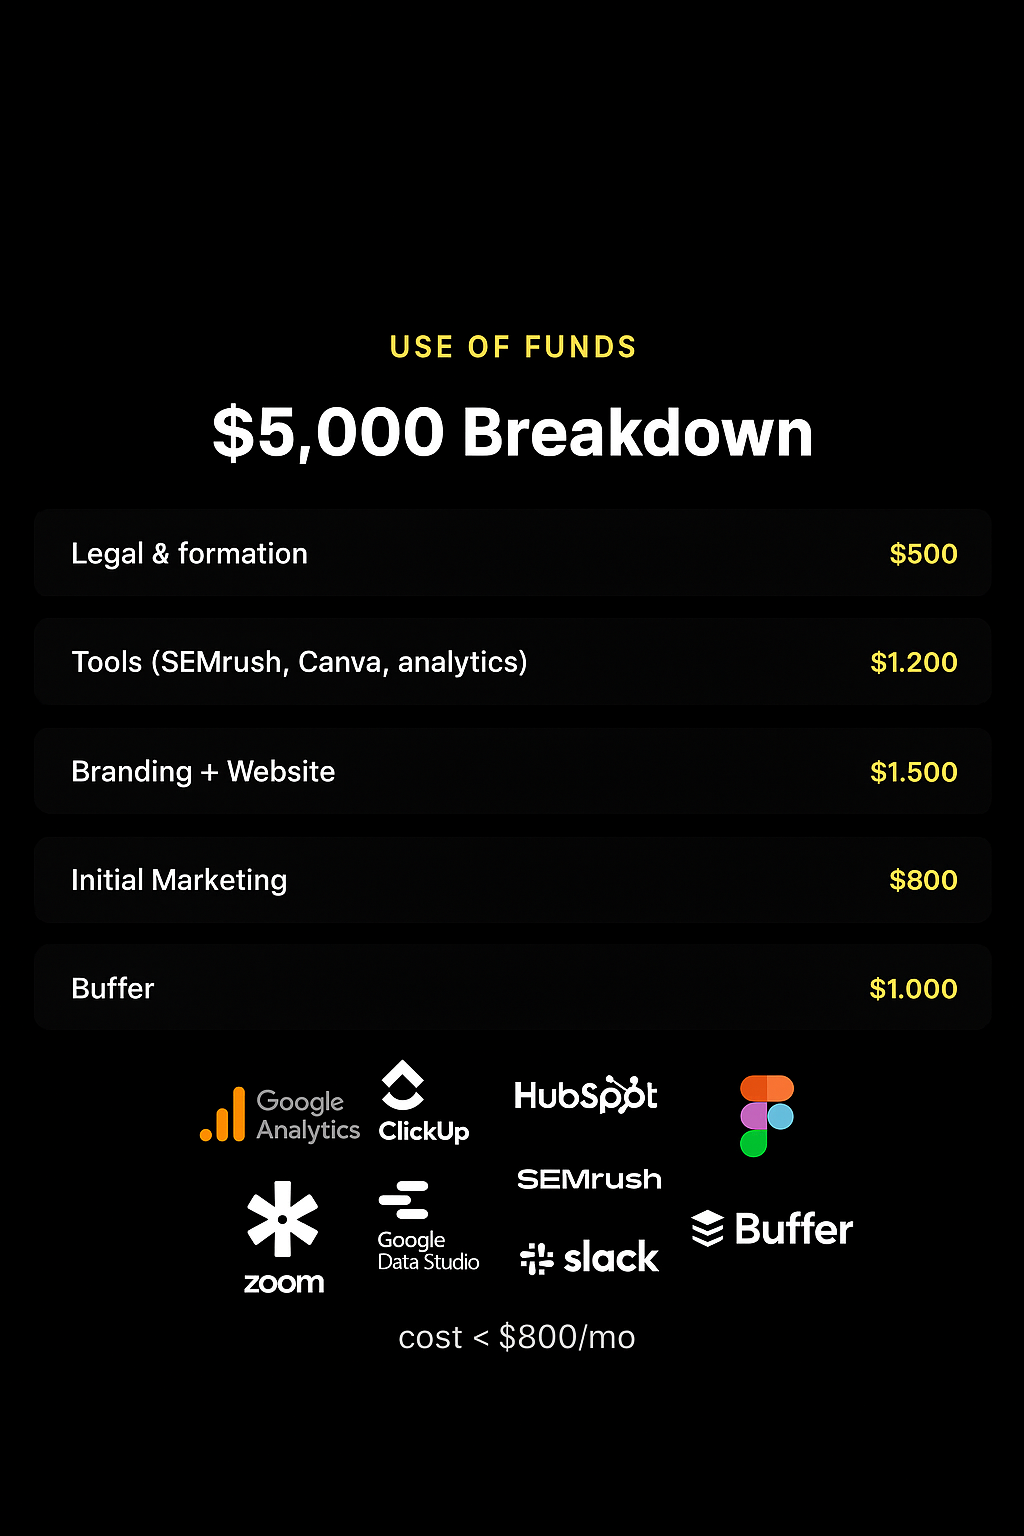 USE OF FUNDS
$5,000 Breakdown
Legal & formation $500
Tools (SEMrush, Canva, analytics) $1.200
Branding + Website $1.500
Initial Marketing $800
Buffer $1.000
Google
Analytics
ClickUp
HubSpot
SEMrush
zoom
Google
Data Studio
slack
Buffer
cost < $800/mo